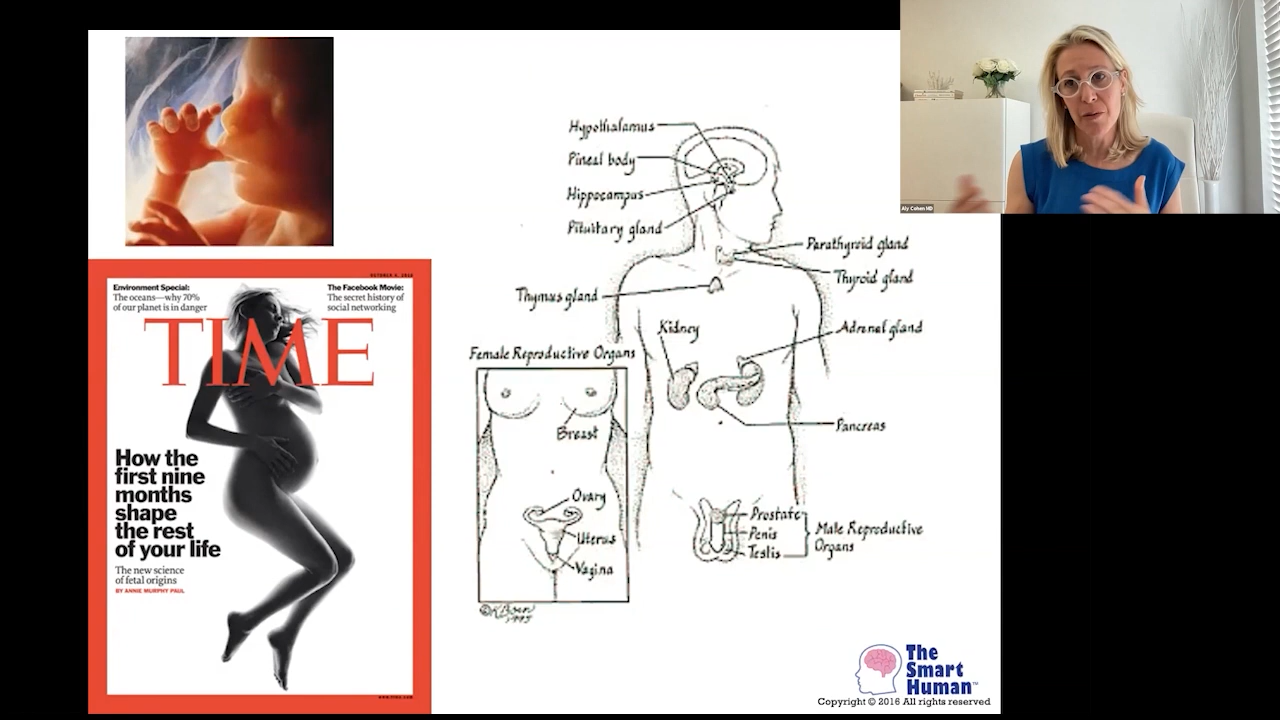 Aly Cohen MD
Hypothalamus
Pineal body
Hippocampus
Pituitary gland
Parathyroid gland
Thyroid gland
Thymus gland
Kidney
Adrenal gland
Pancreas
Female Reproductive Organs
Breast
Ovary
Uterus
Vagina
Prostate
Penis
Testis
Male Reproductive
Organs
1995
Environment Special:
The oceans—why 70%
of our planet is in danger
The Facebook Movie:
The secret history of
social networking
TIME
How the
first nine
months
shape
the rest
of your life
The new science
of fetal origins
BY ANNIE MURPHY PAUL
The
Smart
Human™
Copyright © 2016 All rights reserved